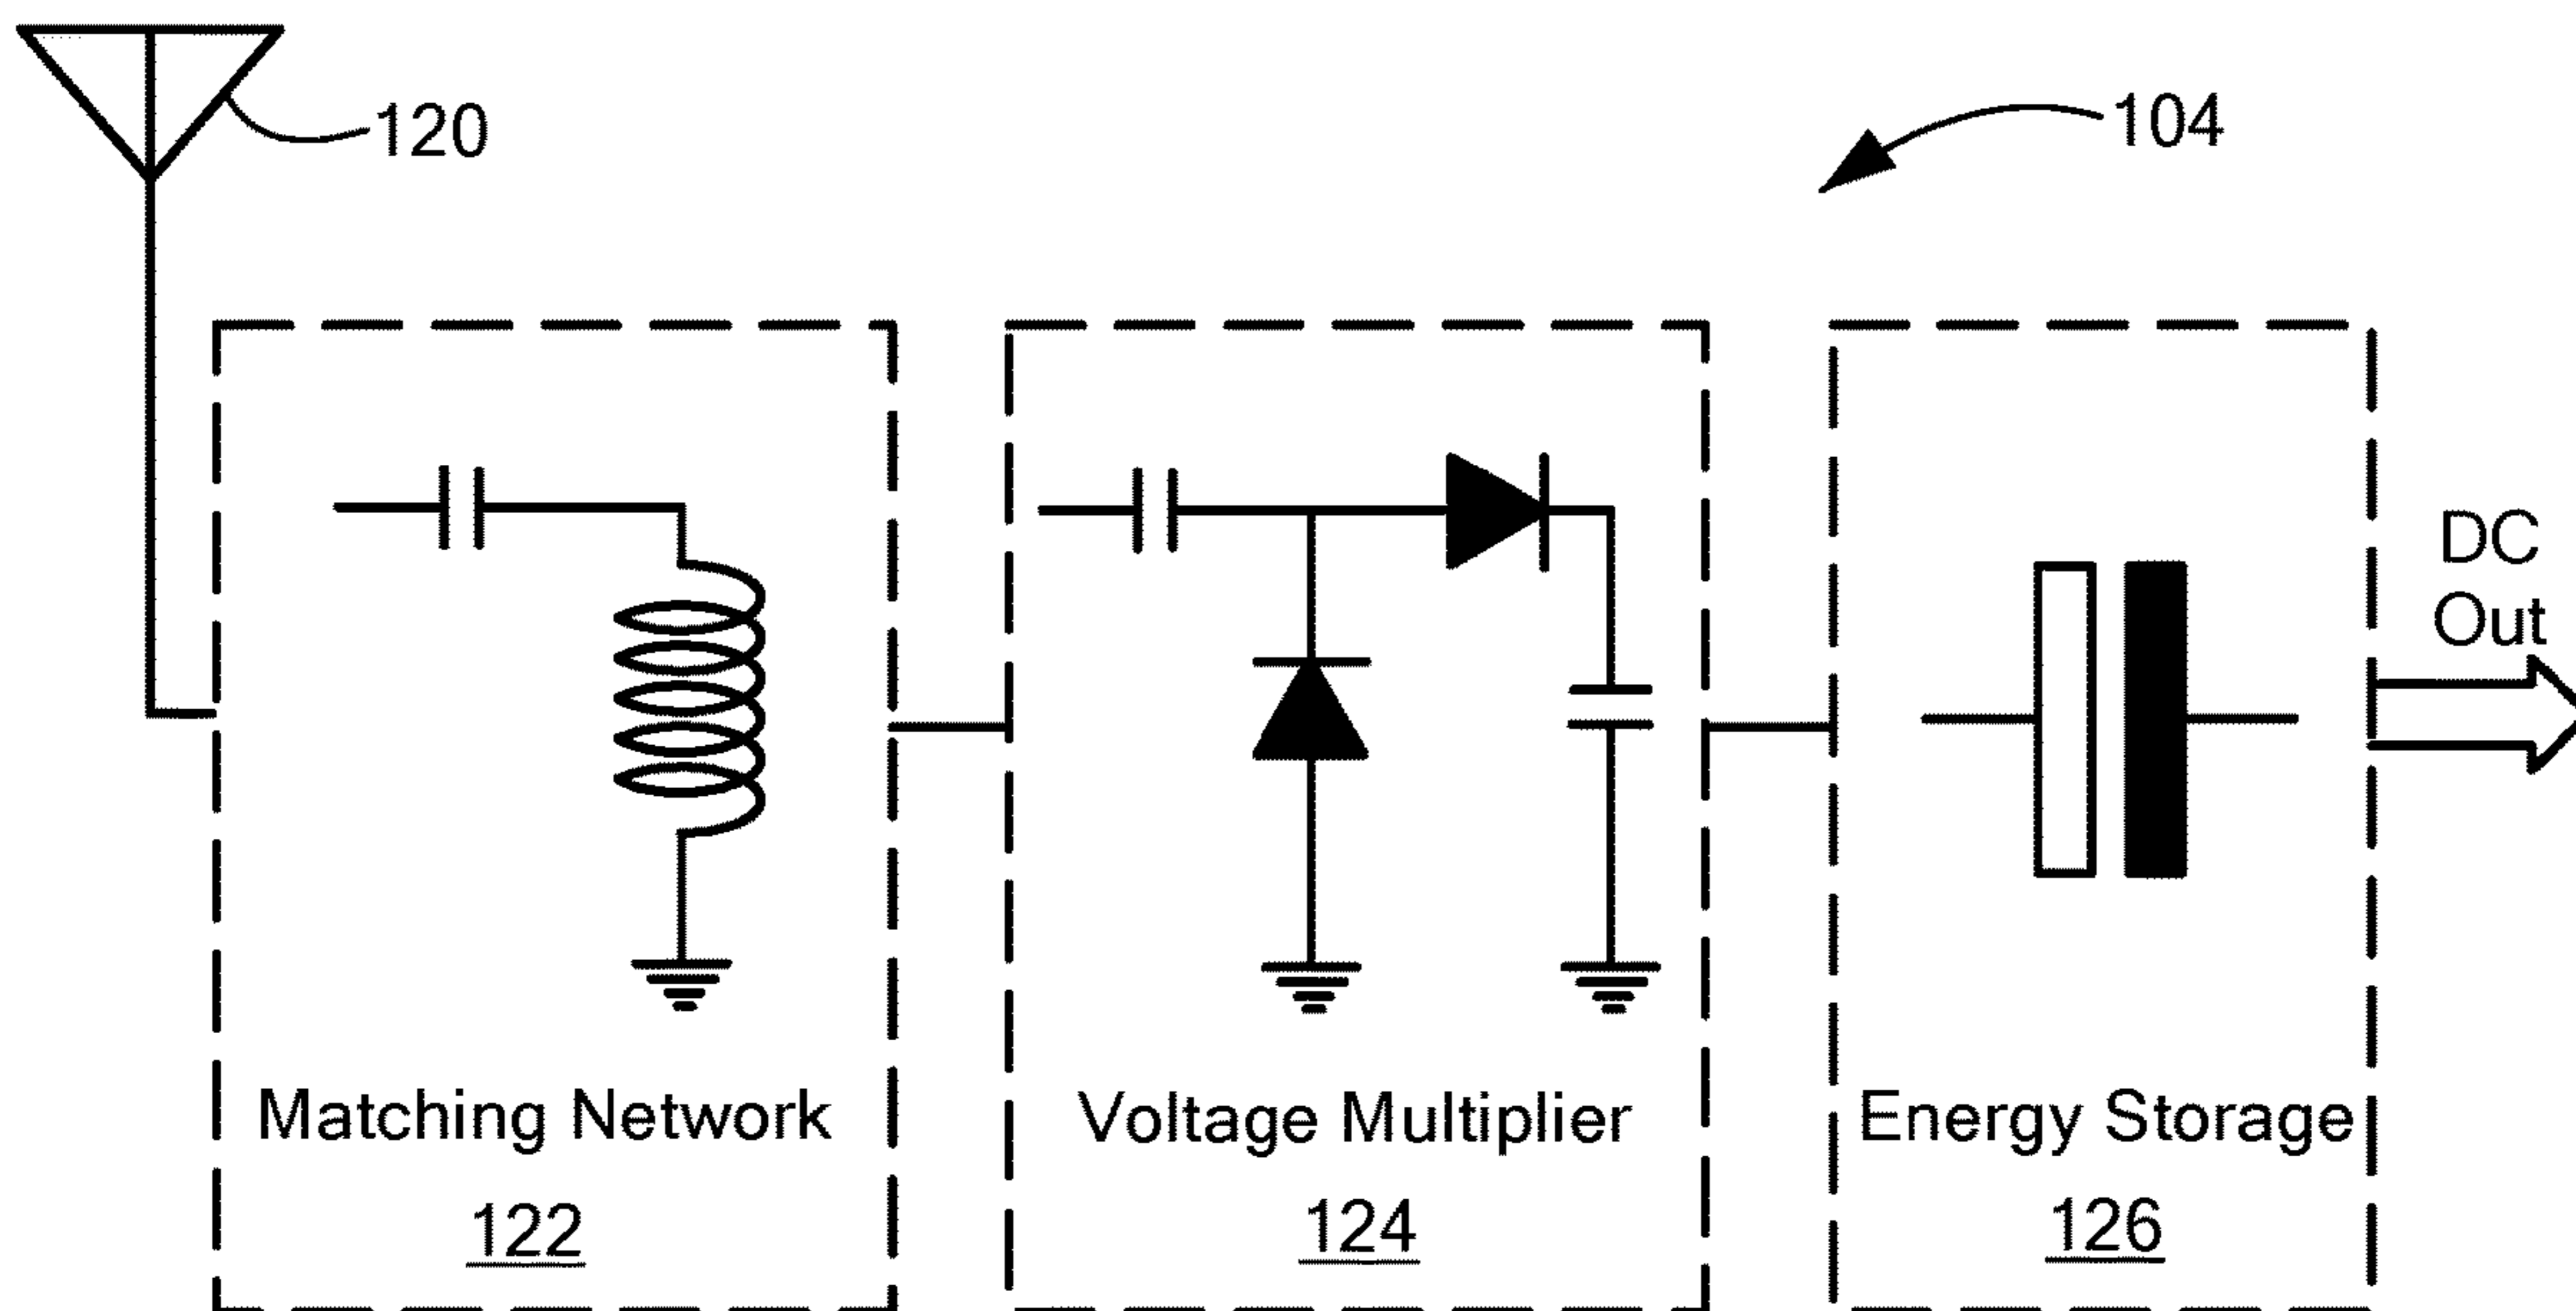 120
104
DC
Out
Matching Network
122
Voltage Multiplier
124
Energy Storage
126